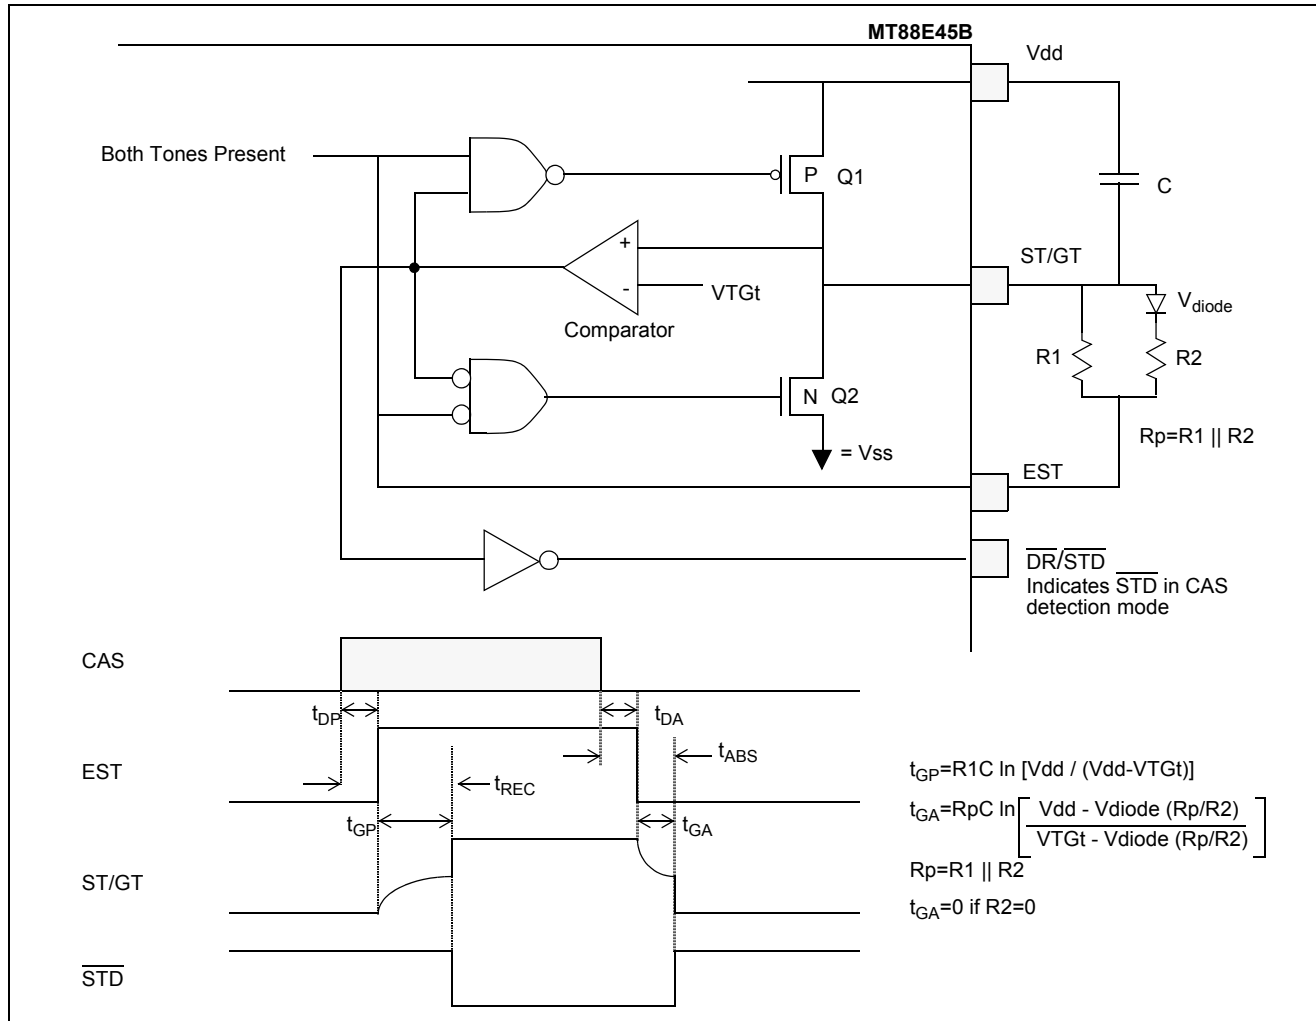 MT88E45B
Vdd
Both Tones Present
P
Q1
C
+
ST/GT
-
VTGt
Vdiode
Comparator
R1
R2
N
Q2
Rp=R1 || R2
= Vss
EST
DR/STD
Indicates STD in CAS
detection mode
CAS
tDP
tDA
tABS
EST
tREC
tGP=R1C ln [Vdd / (Vdd-VTGt)]
tGP
tGA
tGA=RpC ln [ Vdd - Vdiode (Rp/R2)
VTGt - Vdiode (Rp/R2) ]
ST/GT
Rp=R1 || R2
tGA=0 if R2=0
STD